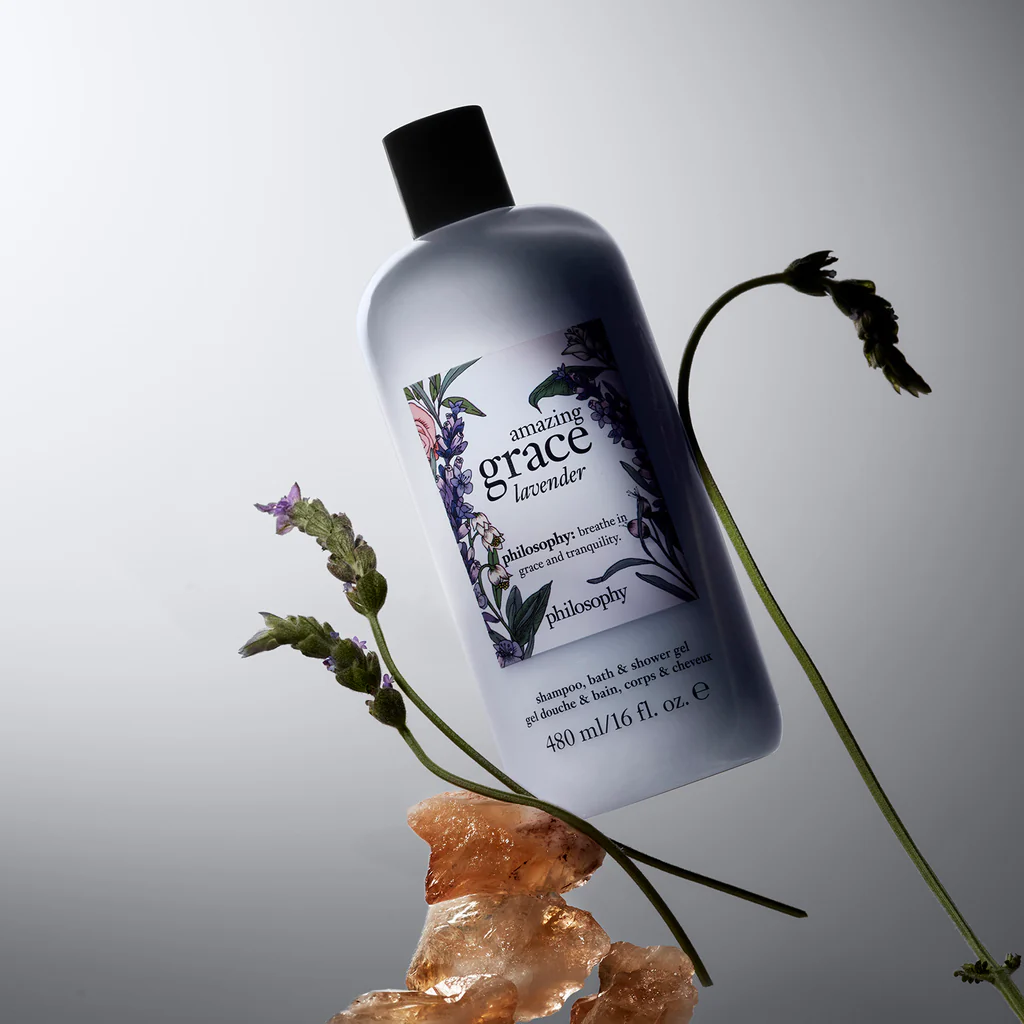 amazing
grace
lavender
philosophy: breathe in
grace and tranquility.
philosophy
shampoo, bath & shower gel
gel douche & bain, corps & cheveux
480 ml/16 fl. oz. ℮